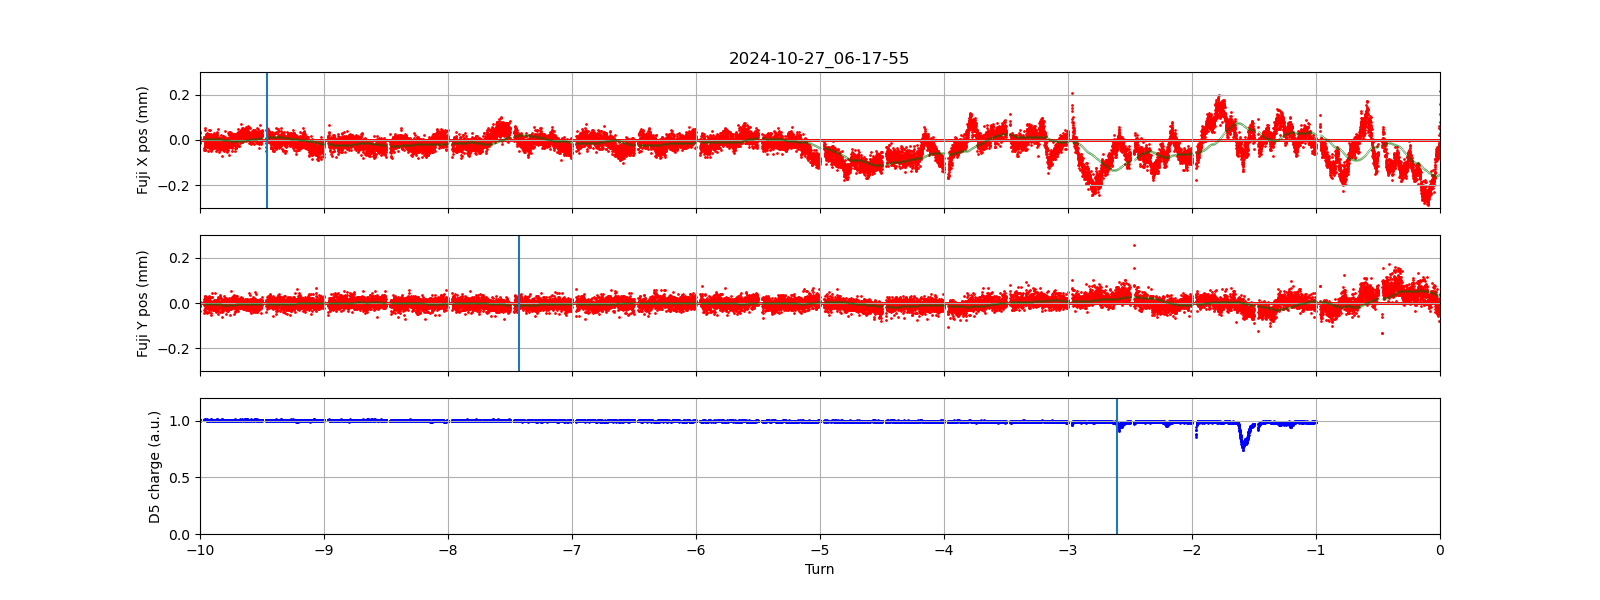 2024-10-27_06-17-55
Fuji X pos (mm)
0.2
0.0
−0.2
Fuji Y pos (mm)
0.2
0.0
−0.2
D5 charge (a.u.)
1.0
0.5
0.0
−10 −9 −8 −7 −6 −5 −4 −3 −2 −1 0
Turn